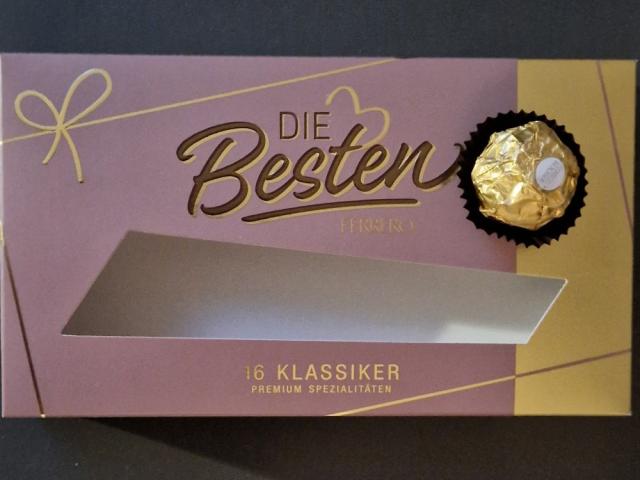 DIE
Besten
FERRERO
16 KLASSIKER
PREMIUM SPEZIALITÄTEN